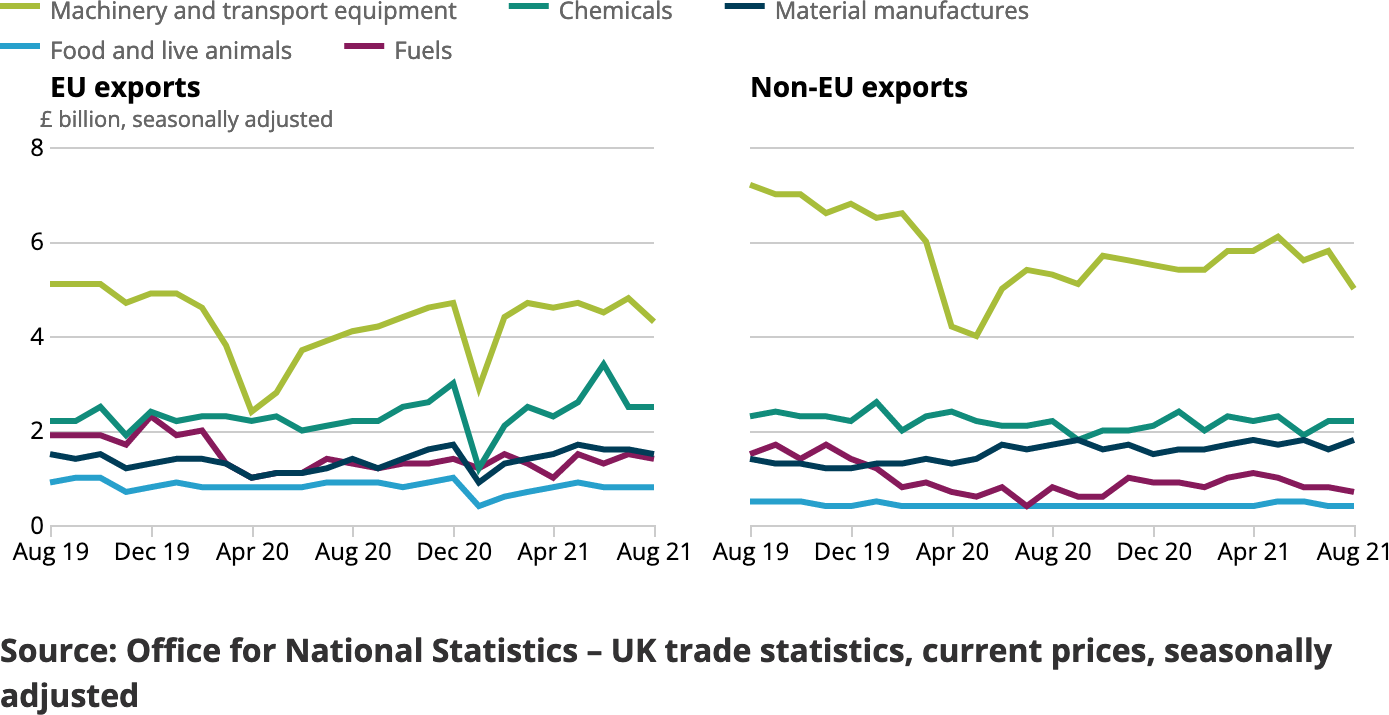 Machinery and transport equipment Chemicals Material manufactures
Food and live animals Fuels
EU exports Non-EU exports
£ billion, seasonally adjusted
8
6
4
2
0
Aug 19 Dec 19 Apr 20 Aug 20 Dec 20 Apr 21 Aug 21 Aug 19 Dec 19 Apr 20 Aug 20 Dec 20 Apr 21 Aug 21
Source: Office for National Statistics – UK trade statistics, current prices, seasonally
adjusted